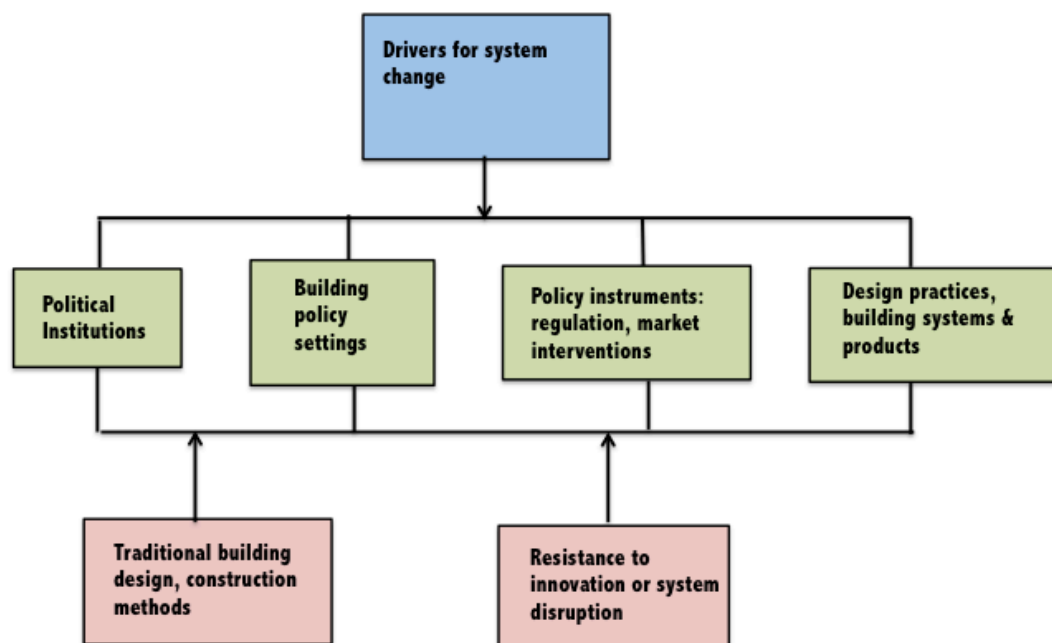 Drivers for system
change
Political
Institutions
Building
policy
settings
Policy instruments:
regulation, market
interventions
Design practices,
building systems &
products
Traditional building
design, construction
methods
Resistance to
innovation or system
disruption